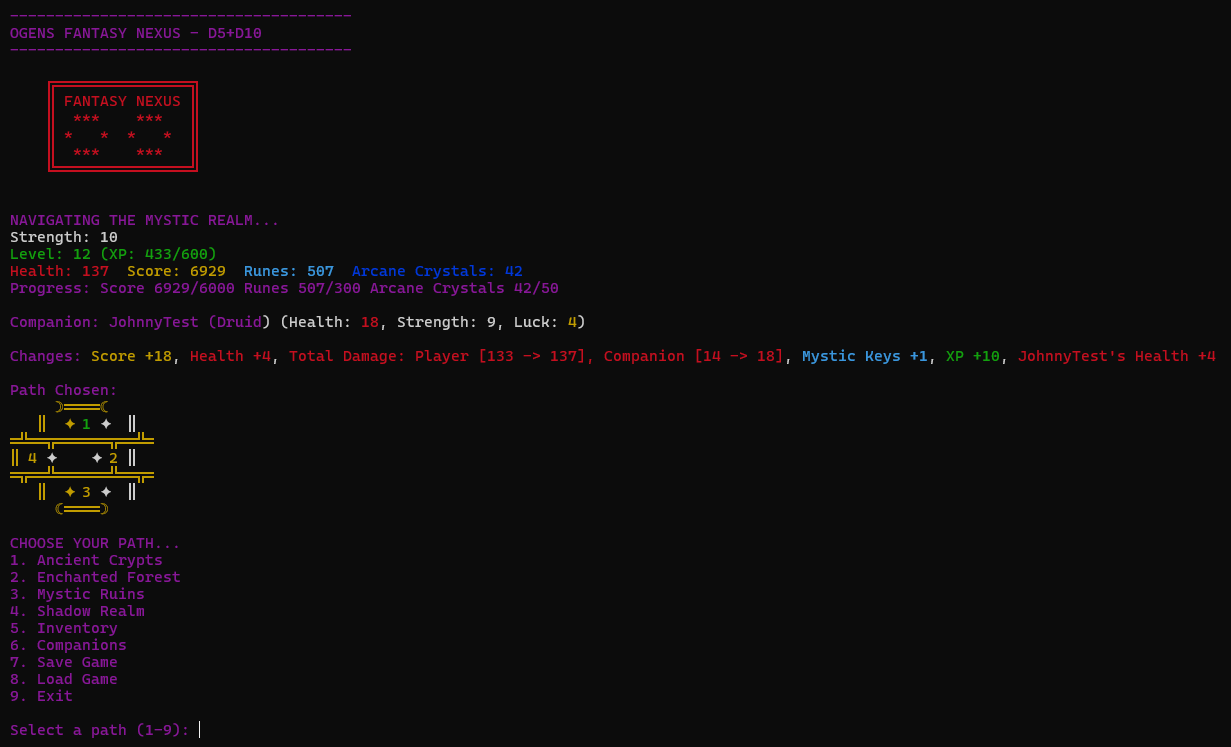 --------------------------------------
OGENS FANTASY NEXUS - D5+D10
--------------------------------------
FANTASY NEXUS
***    ***
*   *  *   *
***    ***
NAVIGATING THE MYSTIC REALM...
Strength: 10
Level: 12 (XP: 433/600)
Health: 137  Score: 6929  Runes: 507  Arcane Crystals: 42
Progress: Score 6929/6000 Runes 507/300 Arcane Crystals 42/50
Companion: JohnnyTest (Druid) (Health: 18, Strength: 9, Luck: 4)
Changes: Score +18, Health +4, Total Damage: Player [133 -> 137], Companion [14 -> 18], Mystic Keys +1, XP +10, JohnnyTest's Health +4
Path Chosen:
☽════☾
║  ✦ 1 ✦  ║
═╩╦══════╦╩═
║ 4 ✦    ✦ 2 ║
═╦╩══════╩╦═
║  ✦ 3 ✦  ║
☾════☽
CHOOSE YOUR PATH...
1. Ancient Crypts
2. Enchanted Forest
3. Mystic Ruins
4. Shadow Realm
5. Inventory
6. Companions
7. Save Game
8. Load Game
9. Exit
Select a path (1-9):